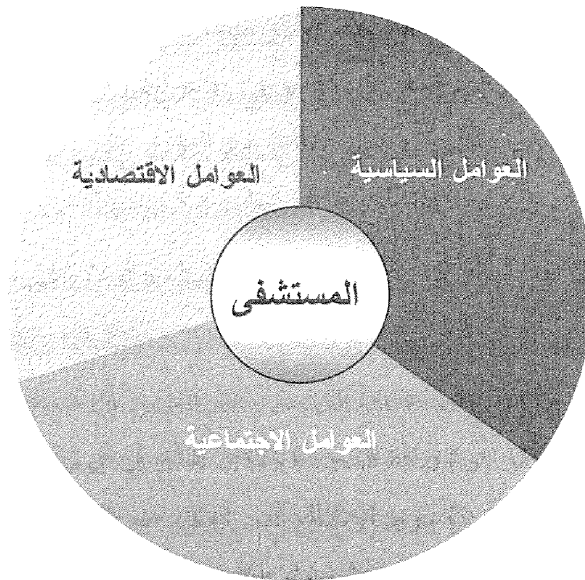 العوامل السياسية
العوامل الاقتصادية
المستشفى
العوامل الاجتماعية